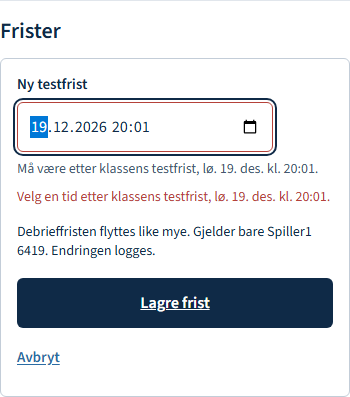 Frister
Ny testfrist
19.12.2026 20:01
Må være etter klassens testfrist, lø. 19. des. kl. 20:01.
Velg en tid etter klassens testfrist, lø. 19. des. kl. 20:01.
Debrieffristen flyttes like mye. Gjelder bare Spiller1
6419. Endringen logges.
Lagre frist
Avbryt